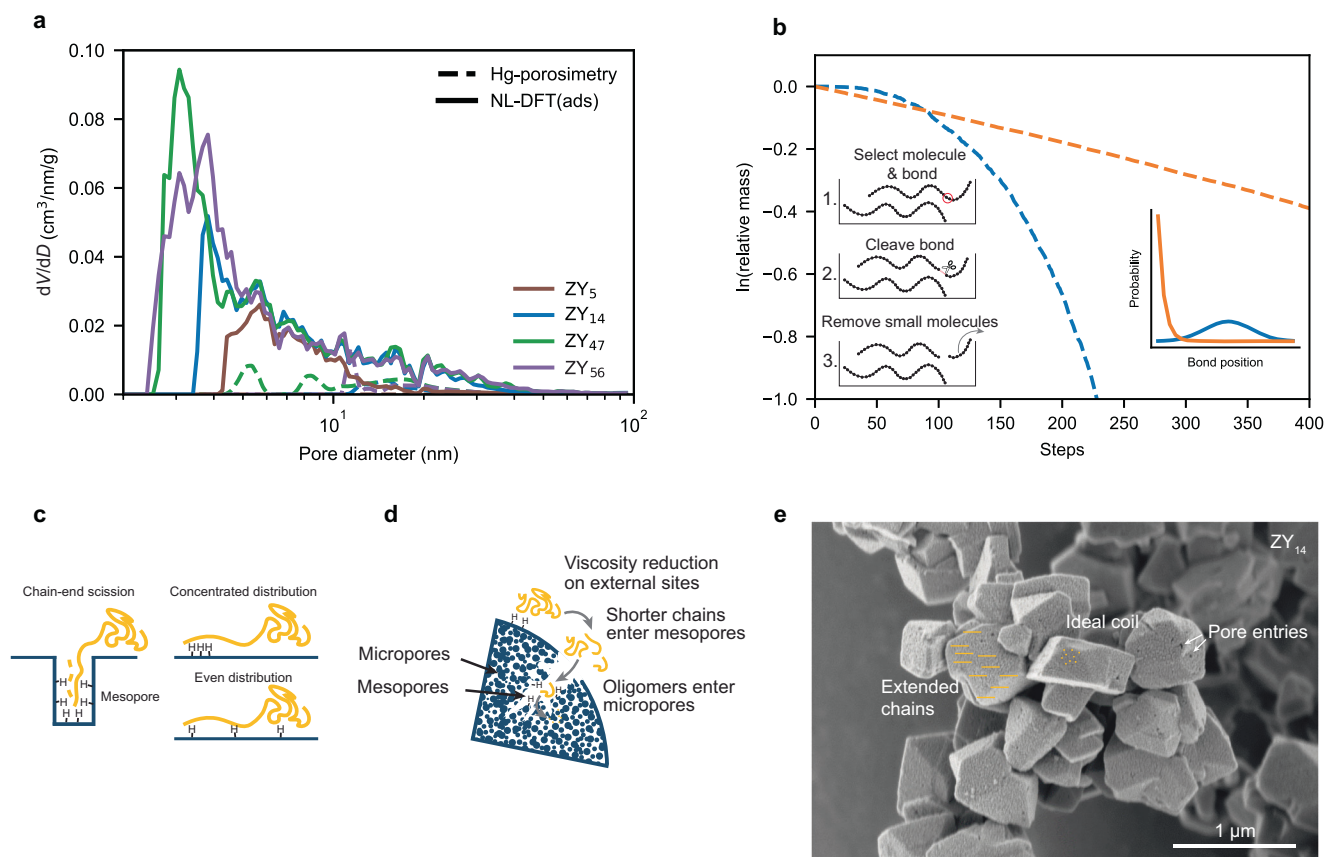 a
0.10
0.08
0.06
0.04
0.02
0.00
dV/dD (cm³/nm/g)
Hg-porosimetry
NL-DFT(ads)
ZY₅
ZY₁₄
ZY₄₇
ZY₅₆
10¹
10²
Pore diameter (nm)
b
0.0
−0.2
−0.4
−0.6
−0.8
−1.0
ln(relative mass)
Select molecule
& bond
1.
Cleave bond
2.
Remove small molecules
3.
Probability
Bond position
0
50
100
150
200
250
300
350
400
Steps
c
Chain-end scission
H
H
H
H
H
H
H H
Mesopore
Concentrated distribution
HHH
Even distribution
H
H
H
d
Viscosity reduction
on external sites
H H
Shorter chains
enter mesopores
Micropores
Mesopores
H
H
H
Oligomers enter
micropores
e
ZY₁₄
Ideal coil
Pore entries
Extended
chains
1 µm